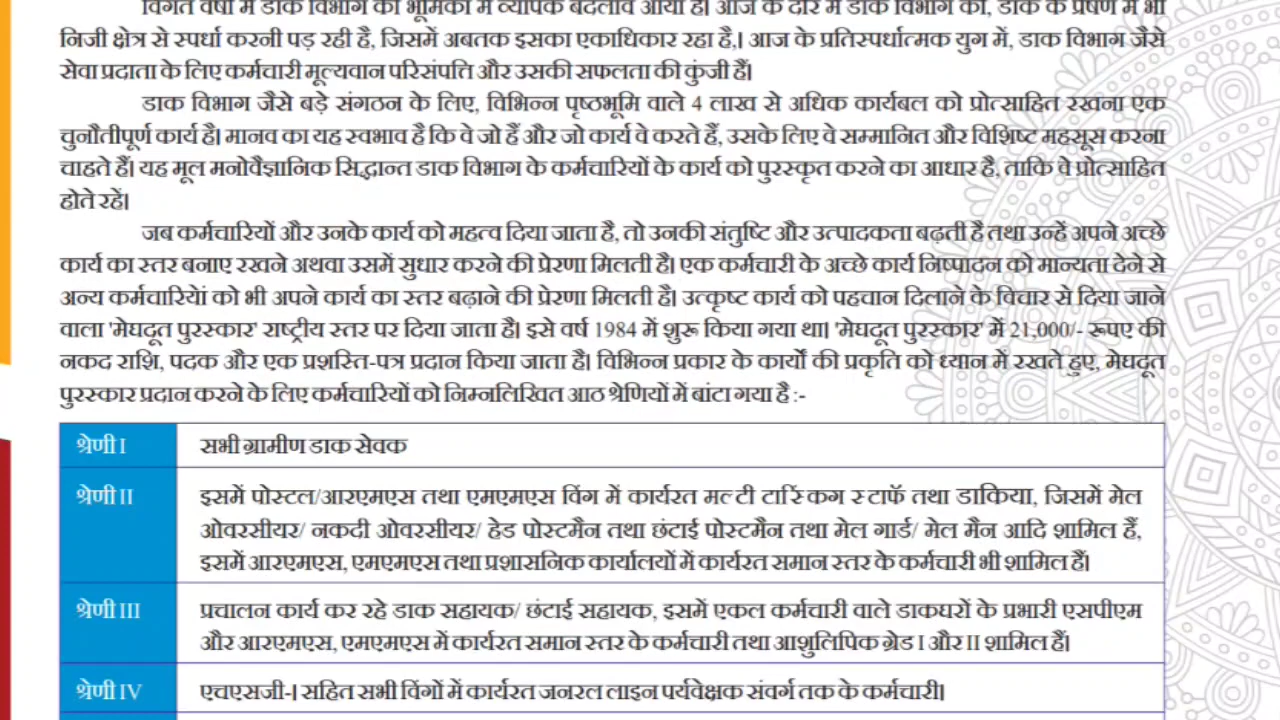 विगत वर्षों में डाक विभाग की भूमिका में व्यापक बदलाव आया है। आज के दौर में डाक विभाग को, डाक के प्रेषण में भी
निजी क्षेत्र से स्पर्धा करनी पड़ रही है, जिसमें अबतक इसका एकाधिकार रहा है,। आज के प्रतिस्पर्धात्मक युग में, डाक विभाग जैसे
सेवा प्रदाता के लिए कर्मचारी मूल्यवान परिसंपत्ति और उसकी सफलता की कुंजी हैं।
डाक विभाग जैसे बड़े संगठन के लिए, विभिन्न पृष्ठभूमि वाले 4 लाख से अधिक कार्यबल को प्रोत्साहित रखना एक
चुनौतीपूर्ण कार्य है। मानव का यह स्वभाव है कि वे जो हैं और जो कार्य वे करते हैं, उसके लिए वे सम्मानित और विशिष्ट महसूस करना
चाहते हैं। यह मूल मनोवैज्ञानिक सिद्धान्त डाक विभाग के कर्मचारियों के कार्य को पुरस्कृत करने का आधार है, ताकि वे प्रोत्साहित
होते रहें।
जब कर्मचारियों और उनके कार्य को महत्व दिया जाता है, तो उनकी संतुष्टि और उत्पादकता बढ़ती है तथा उन्हें अपने अच्छे
कार्य का स्तर बनाए रखने अथवा उसमें सुधार करने की प्रेरणा मिलती है। एक कर्मचारी के अच्छे कार्य निष्पादन को मान्यता देने से
अन्य कर्मचारियों को भी अपने कार्य का स्तर बढ़ाने की प्रेरणा मिलती है। उत्कृष्ट कार्य को पहचान दिलाने के विचार से दिया जाने
वाला 'मेघदूत पुरस्कार' राष्ट्रीय स्तर पर दिया जाता है। इसे वर्ष 1984 में शुरू किया गया था। 'मेघदूत पुरस्कार' में 21,000/- रूपए की
नकद राशि, पदक और एक प्रशस्ति-पत्र प्रदान किया जाता है। विभिन्न प्रकार के कार्यों की प्रकृति को ध्यान में रखते हुए, मेघदूत
पुरस्कार प्रदान करने के लिए कर्मचारियों को निम्नलिखित आठ श्रेणियों में बांटा गया है :-
श्रेणी I सभी ग्रामीण डाक सेवक
श्रेणी II इसमें पोस्टल/आरएमएस तथा एमएमएस विंग में कार्यरत मल्टी टास्किंग स्टाफॅ तथा डाकिया, जिसमें मेल
ओवरसीयर/ नकदी ओवरसीयर/ हेड पोस्टमैन तथा छंटाई पोस्टमैन तथा मेल गार्ड/ मेल मैन आदि शामिल हैं,
इसमें आरएमएस, एमएमएस तथा प्रशासनिक कार्यालयों में कार्यरत समान स्तर के कर्मचारी भी शामिल हैं।
श्रेणी III प्रचालन कार्य कर रहे डाक सहायक/ छंटाई सहायक, इसमें एकल कर्मचारी वाले डाकघरों के प्रभारी एसपीएम
और आरएमएस, एमएमएस में कार्यरत समान स्तर के कर्मचारी तथा आशुलिपिक ग्रेड I और II शामिल हैं।
श्रेणी IV एचएसजी-I सहित सभी विंगों में कार्यरत जनरल लाइन पर्यवेक्षक संवर्ग तक के कर्मचारी।